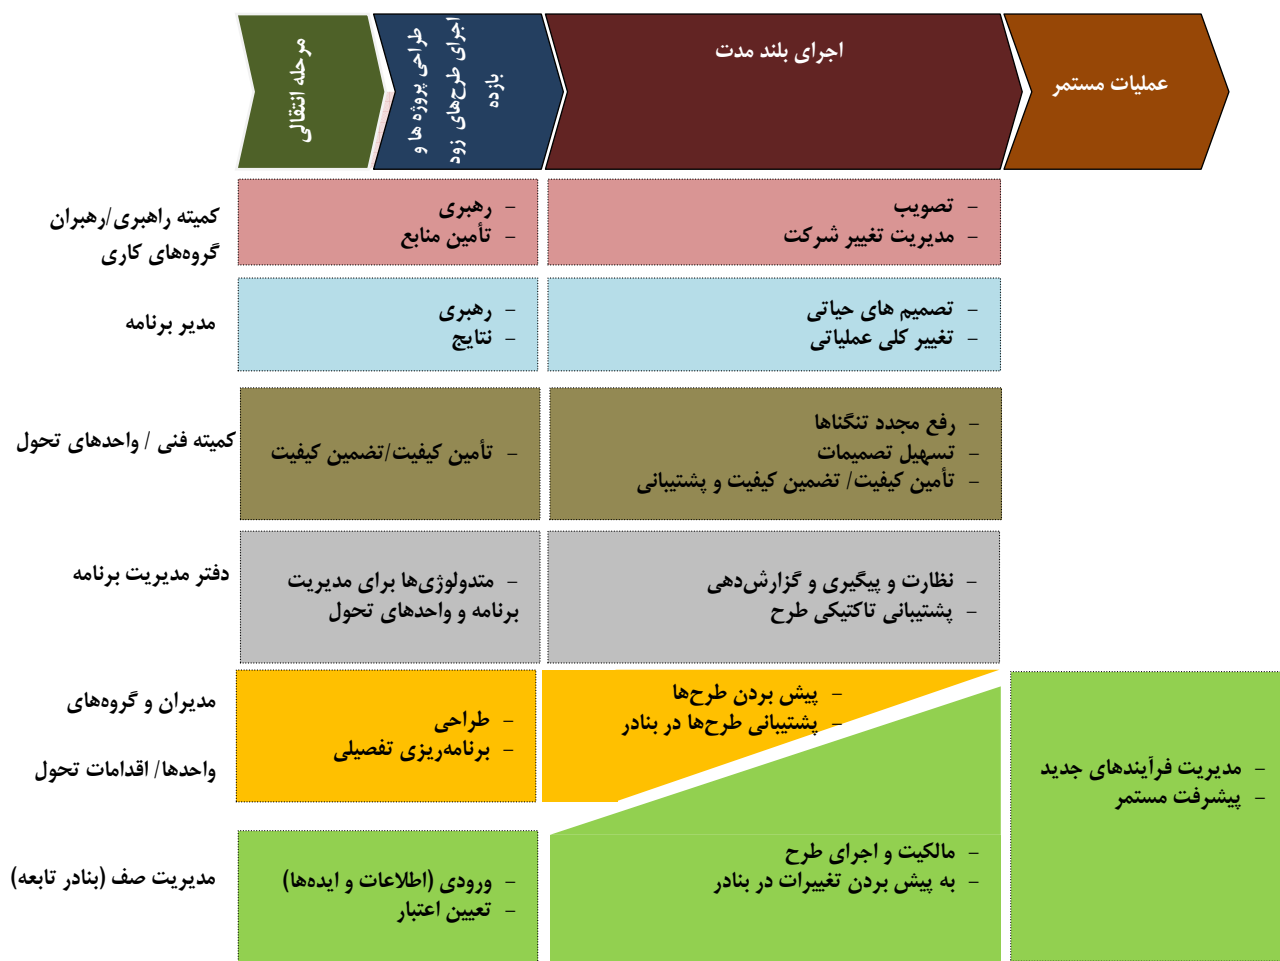 مرحله انتقالی
طراحی پروژه ها و
اجرای طرح‌های زود
بازده
اجرای بلند مدت
عملیات مستمر
کمیته راهبری/رهبران
گروه‌های کاری
- رهبری
- تأمین منابع
- تصویب
- مدیریت تغییر شرکت
مدیر برنامه
- رهبری
- نتایج
- تصمیم های حیاتی
- تغییر کلی عملیاتی
کمیته فنی / واحدهای تحول
- تأمین کیفیت/تضمین کیفیت
- رفع مجدد تنگناها
- تسهیل تصمیمات
- تأمین کیفیت/ تضمین کیفیت و پشتیبانی
دفتر مدیریت برنامه
- متدولوژی‌ها برای مدیریت
برنامه و واحدهای تحول
- نظارت و پیگیری و گزارش‌دهی
- پشتیبانی تاکتیکی طرح
مدیران و گروه‌های
واحدها/ اقدامات تحول
- طراحی
- برنامه‌ریزی تفصیلی
- پیش بردن طرح‌ها
- پشتیبانی طرح‌ها در بنادر
- مدیریت فرآیندهای جدید
- پیشرفت مستمر
مدیریت صف (بنادر تابعه)
- ورودی (اطلاعات و ایده‌ها)
- تعیین اعتبار
- مالکیت و اجرای طرح
- به پیش بردن تغییرات در بنادر